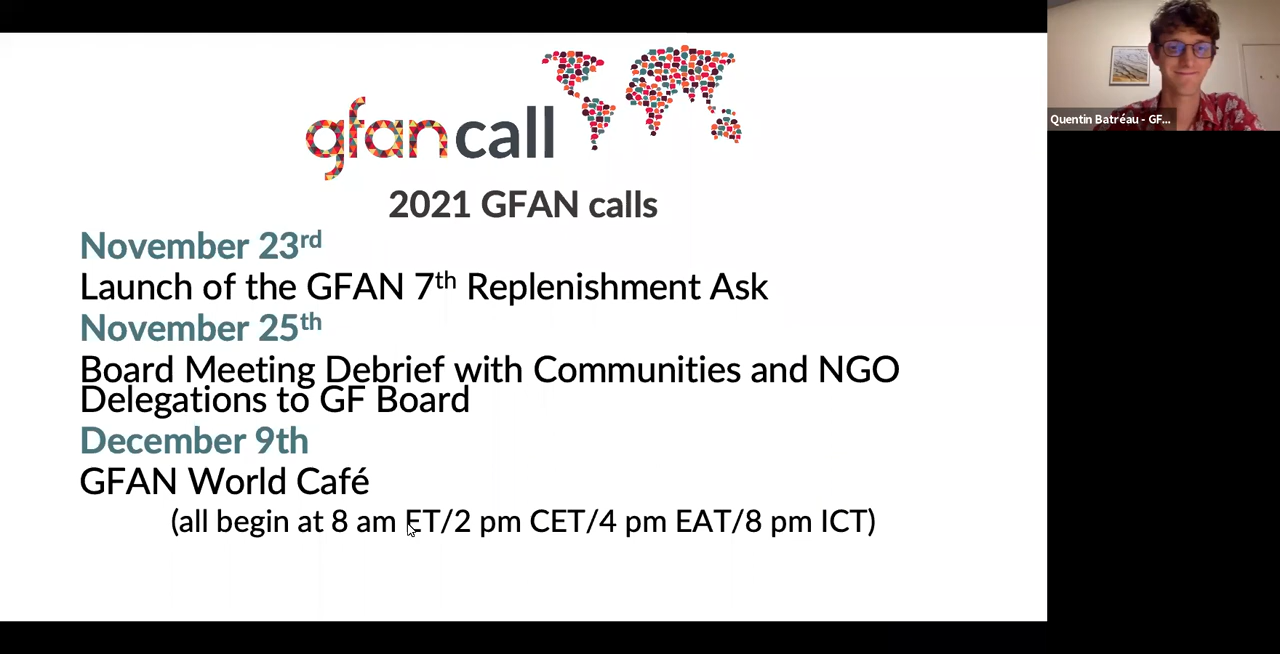 gfan call
2021 GFAN calls
November 23rd
Launch of the GFAN 7th Replenishment Ask
November 25th
Board Meeting Debrief with Communities and NGO
Delegations to GF Board
December 9th
GFAN World Café
(all begin at 8 am ET/2 pm CET/4 pm EAT/8 pm ICT)
Quentin Batréau - GF...